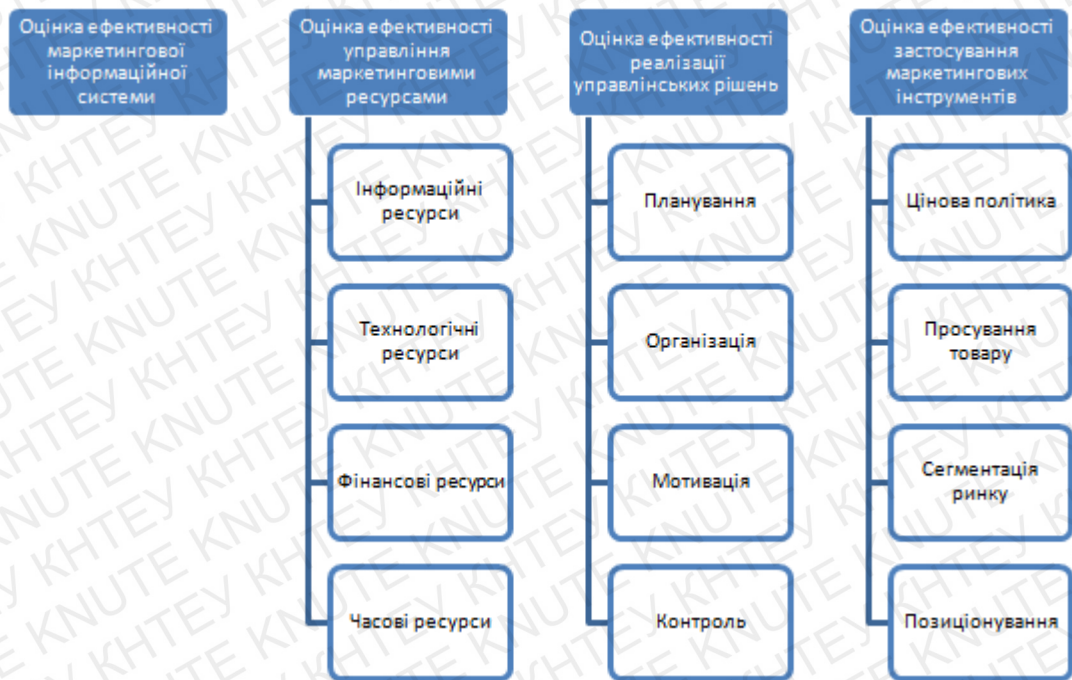 Оцінка ефективності
маркетингової
інформаційної
системи
Оцінка ефективності
управління
маркетинговими
ресурсами
Інформаційні
ресурси
Технологічні
ресурси
Фінансові ресурси
Часові ресурси
Оцінка ефективності
реалізації
управлінських рішень
Планування
Організація
Мотивація
Контроль
Оцінка ефективності
застосування
маркетингових
інструментів
Цінова політика
Просування
товару
Сегментація
ринку
Позиціонування
КНТЕУ KNUTE